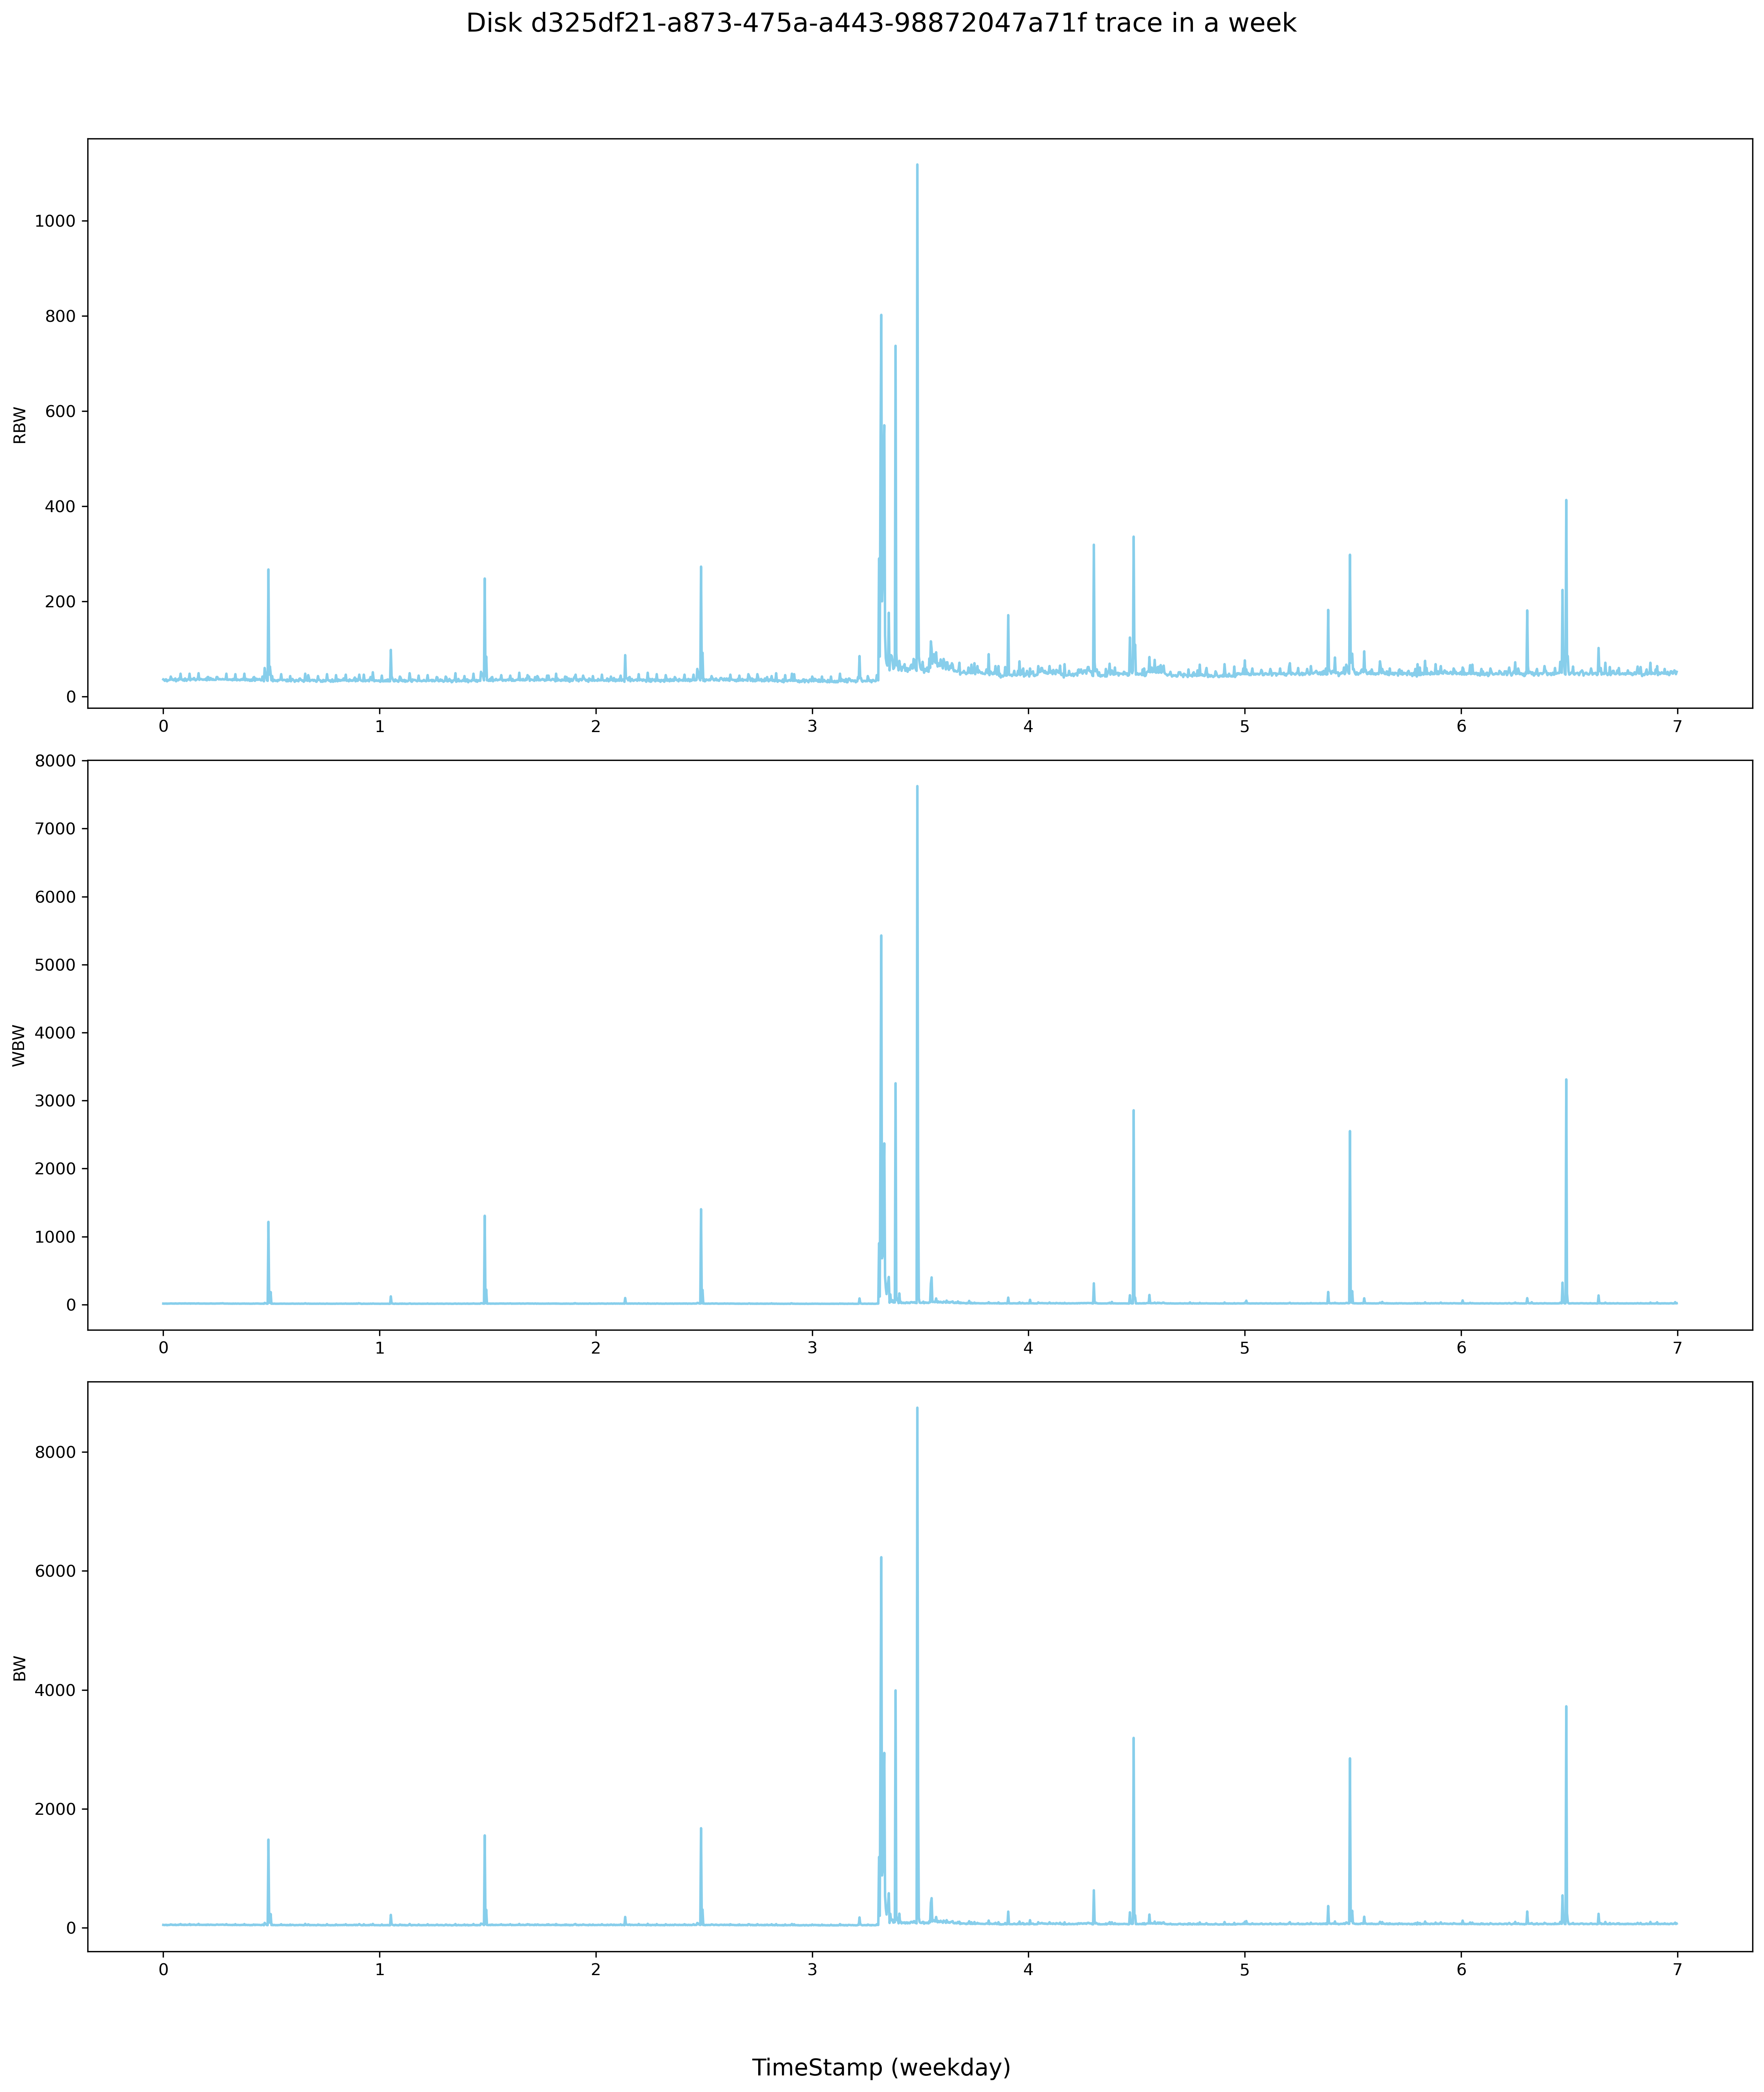 Disk d325df21-a873-475a-a443-98872047a71f trace in a week
1000
800
600
400
200
0
RBW
0 1 2 3 4 5 6 7
8000
7000
6000
5000
4000
3000
2000
1000
0
WBW
0 1 2 3 4 5 6 7
8000
6000
4000
2000
0
BW
0 1 2 3 4 5 6 7
TimeStamp (weekday)